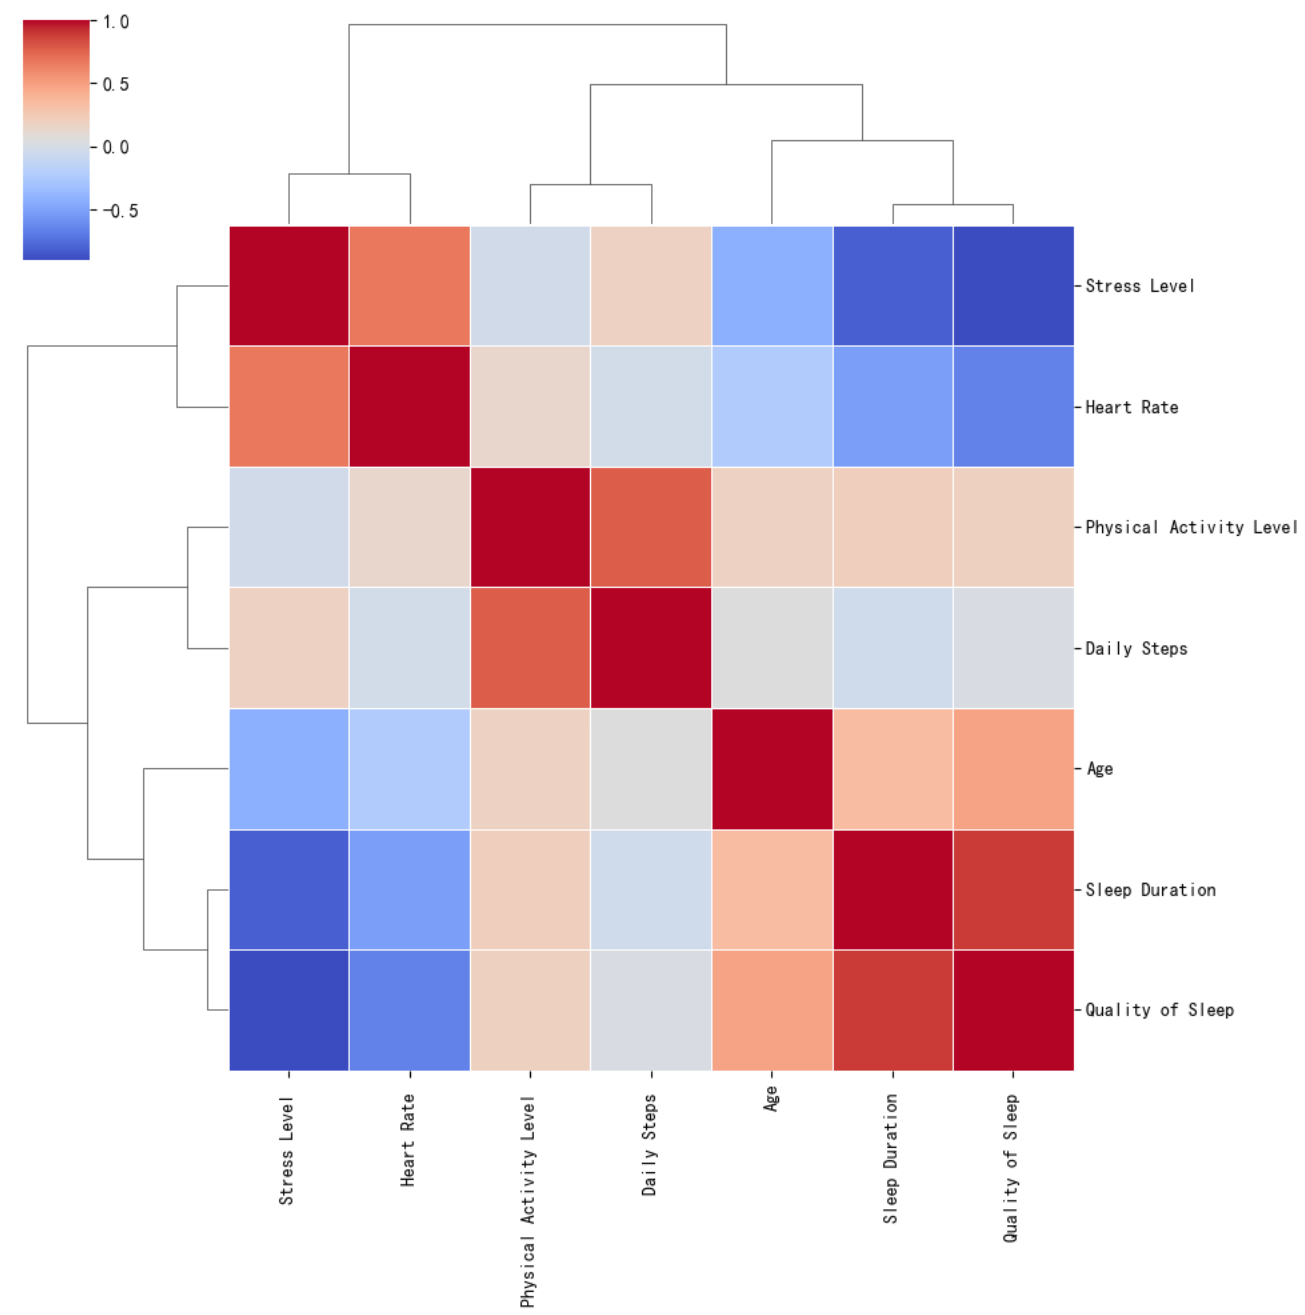 1.0
0.5
0.0
-0.5
Stress Level
Heart Rate
Physical Activity Level
Daily Steps
Age
Sleep Duration
Quality of Sleep
Stress Level
Heart Rate
Physical Activity Level
Daily Steps
Age
Sleep Duration
Quality of Sleep